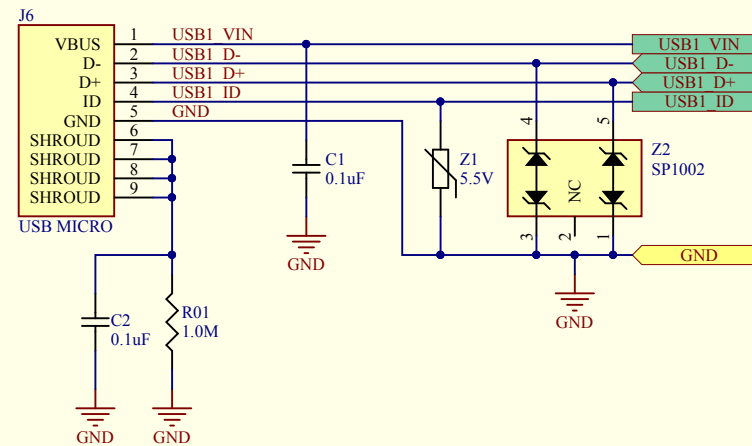 J6
VBUS 1 USB1_VIN USB1_VIN
D- 2 USB1_D- USB1_D-
D+ 3 USB1_D+ USB1_D+
ID 4 USB1_ID USB1_ID
GND 5 GND
SHROUD 6
SHROUD 7
SHROUD 8
SHROUD 9
USB MICRO
C1
0.1uF
GND
Z1
5.5V
4 5
Z2
SP1002
NC
3 2 1
GND
GND
C2
0.1uF
R01
1.0M
GND
GND